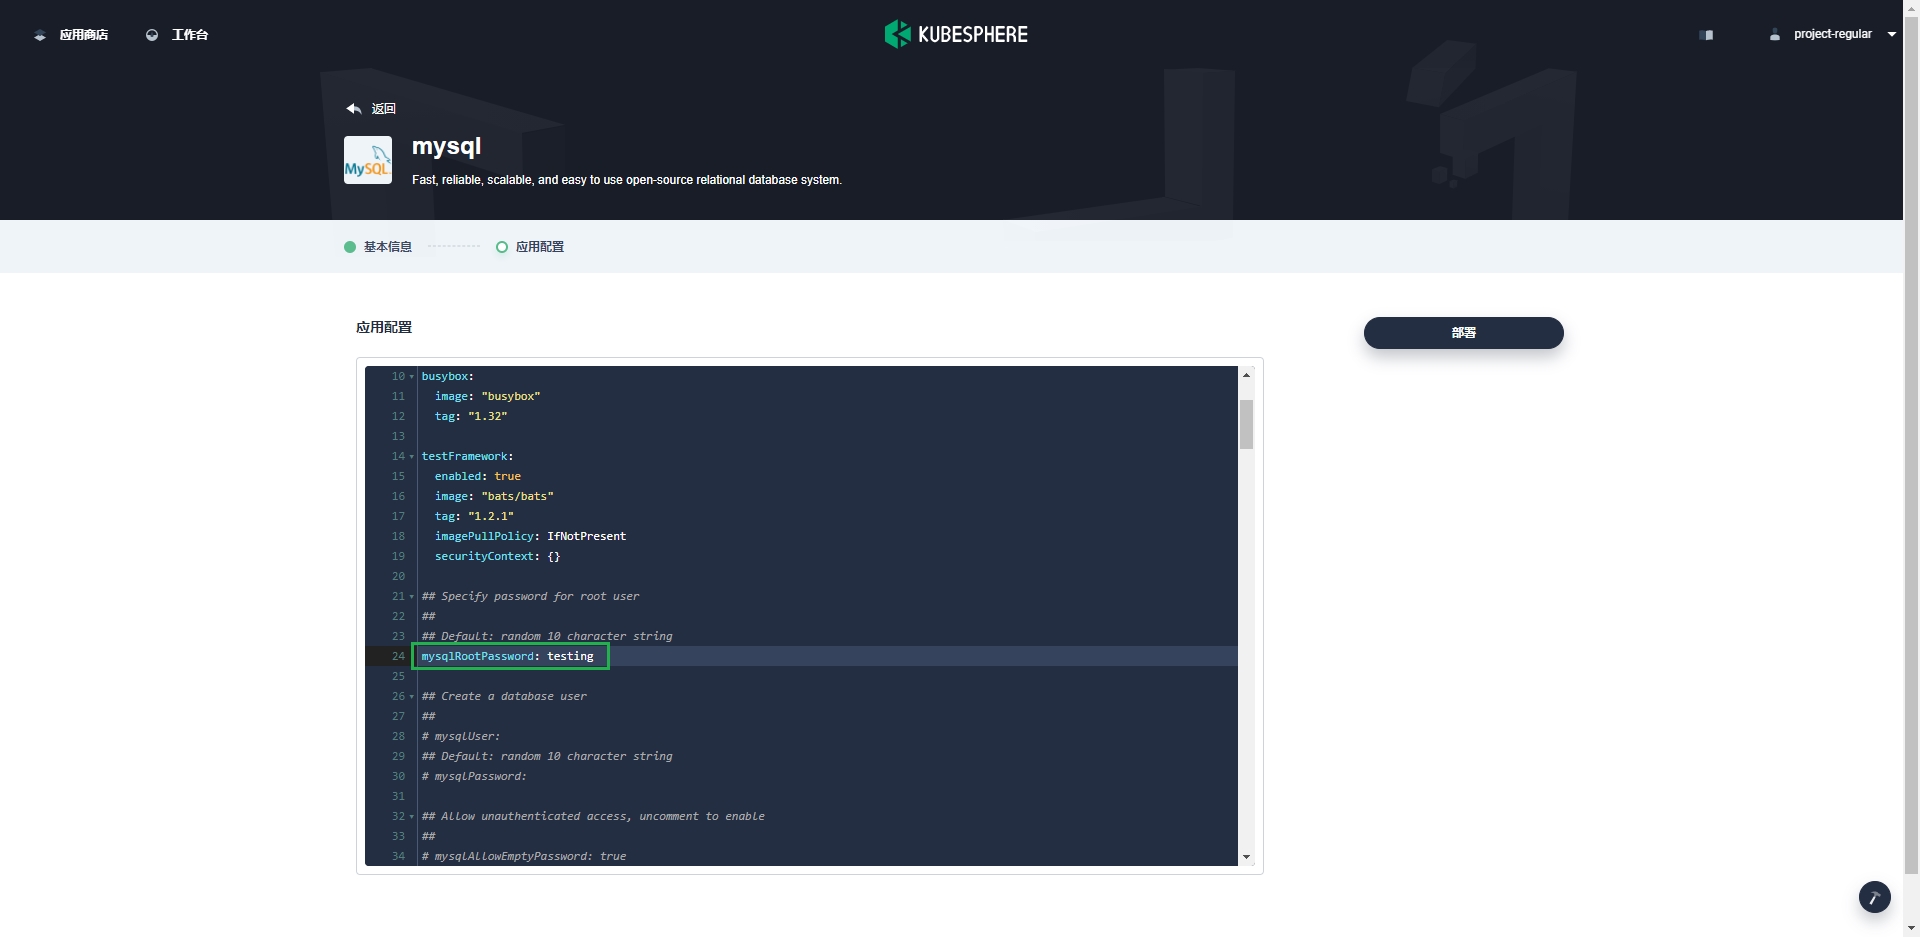 应用商店
工作台
KUBESPHERE
project-regular
返回
MySQL
mysql
Fast, reliable, scalable, and easy to use open-source relational database system.
基本信息
应用配置
应用配置
部署
10 busybox:
11 image: "busybox"
12 tag: "1.32"
13
14 testFramework:
15 enabled: true
16 image: "bats/bats"
17 tag: "1.2.1"
18 imagePullPolicy: IfNotPresent
19 securityContext: {}
20
21 ## Specify password for root user
22 ##
23 ## Default: random 10 character string
24 mysqlRootPassword: testing
25
26 ## Create a database user
27 ##
28 # mysqlUser:
29 ## Default: random 10 character string
30 # mysqlPassword:
31
32 ## Allow unauthenticated access, uncomment to enable
33 ##
34 # mysqlAllowEmptyPassword: true